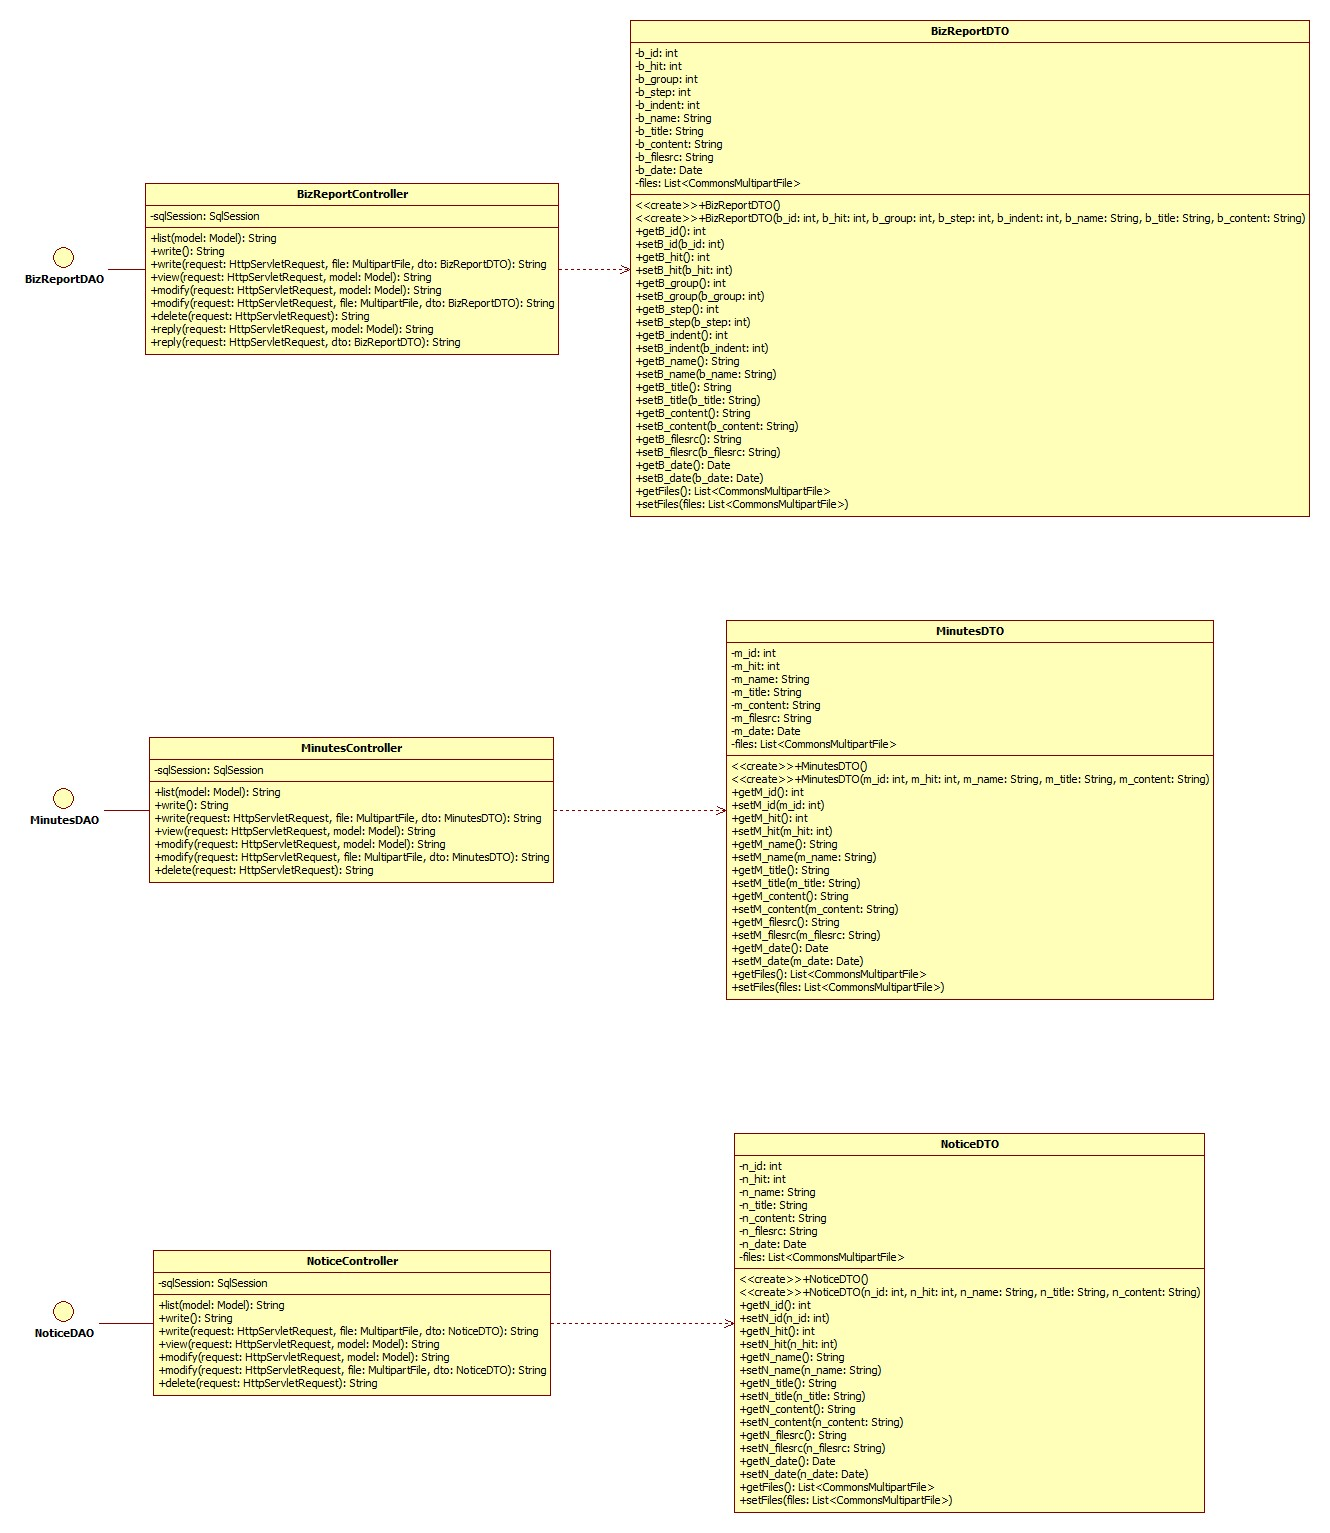 BizReportDTO
-b_id: int
-b_hit: int
-b_group: int
-b_step: int
-b_indent: int
-b_name: String
-b_title: String
-b_content: String
-b_filesrc: String
-b_date: Date
-files: List<CommonsMultipartFile>
<<create>>+BizReportDTO()
<<create>>+BizReportDTO(b_id: int, b_hit: int, b_group: int, b_step: int, b_indent: int, b_name: String, b_title: String, b_content: String)
+getB_id(): int
+setB_id(b_id: int)
+getB_hit(): int
+setB_hit(b_hit: int)
+getB_group(): int
+setB_group(b_group: int)
+getB_step(): int
+setB_step(b_step: int)
+getB_indent(): int
+setB_indent(b_indent: int)
+getB_name(): String
+setB_name(b_name: String)
+getB_title(): String
+setB_title(b_title: String)
+getB_content(): String
+setB_content(b_content: String)
+getB_filesrc(): String
+setB_filesrc(b_filesrc: String)
+getB_date(): Date
+setB_date(b_date: Date)
+getFiles(): List<CommonsMultipartFile>
+setFiles(files: List<CommonsMultipartFile>)
BizReportController
-sqlSession: SqlSession
+list(model: Model): String
+write(): String
+write(request: HttpServletRequest, file: MultipartFile, dto: BizReportDTO): String
+view(request: HttpServletRequest, model: Model): String
+modify(request: HttpServletRequest, model: Model): String
+modify(request: HttpServletRequest, file: MultipartFile, dto: BizReportDTO): String
+delete(request: HttpServletRequest): String
+reply(request: HttpServletRequest, model: Model): String
+reply(request: HttpServletRequest, dto: BizReportDTO): String
BizReportDAO
MinutesDTO
-m_id: int
-m_hit: int
-m_name: String
-m_title: String
-m_content: String
-m_filesrc: String
-m_date: Date
-files: List<CommonsMultipartFile>
<<create>>+MinutesDTO()
<<create>>+MinutesDTO(m_id: int, m_hit: int, m_name: String, m_title: String, m_content: String)
+getM_id(): int
+setM_id(m_id: int)
+getM_hit(): int
+setM_hit(m_hit: int)
+getM_name(): String
+setM_name(m_name: String)
+getM_title(): String
+setM_title(m_title: String)
+getM_content(): String
+setM_content(m_content: String)
+getM_filesrc(): String
+setM_filesrc(m_filesrc: String)
+getM_date(): Date
+setM_date(m_date: Date)
+getFiles(): List<CommonsMultipartFile>
+setFiles(files: List<CommonsMultipartFile>)
MinutesController
-sqlSession: SqlSession
+list(model: Model): String
+write(): String
+write(request: HttpServletRequest, file: MultipartFile, dto: MinutesDTO): String
+view(request: HttpServletRequest, model: Model): String
+modify(request: HttpServletRequest, model: Model): String
+modify(request: HttpServletRequest, file: MultipartFile, dto: MinutesDTO): String
+delete(request: HttpServletRequest): String
MinutesDAO
NoticeDTO
-n_id: int
-n_hit: int
-n_name: String
-n_title: String
-n_content: String
-n_filesrc: String
-n_date: Date
-files: List<CommonsMultipartFile>
<<create>>+NoticeDTO()
<<create>>+NoticeDTO(n_id: int, n_hit: int, n_name: String, n_title: String, n_content: String)
+getN_id(): int
+setN_id(n_id: int)
+getN_hit(): int
+setN_hit(n_hit: int)
+getN_name(): String
+setN_name(n_name: String)
+getN_title(): String
+setN_title(n_title: String)
+getN_content(): String
+setN_content(n_content: String)
+getN_filesrc(): String
+setN_filesrc(n_filesrc: String)
+getN_date(): Date
+setN_date(n_date: Date)
+getFiles(): List<CommonsMultipartFile>
+setFiles(files: List<CommonsMultipartFile>)
NoticeController
-sqlSession: SqlSession
+list(model: Model): String
+write(): String
+write(request: HttpServletRequest, file: MultipartFile, dto: NoticeDTO): String
+view(request: HttpServletRequest, model: Model): String
+modify(request: HttpServletRequest, model: Model): String
+modify(request: HttpServletRequest, file: MultipartFile, dto: NoticeDTO): String
+delete(request: HttpServletRequest): String
NoticeDAO